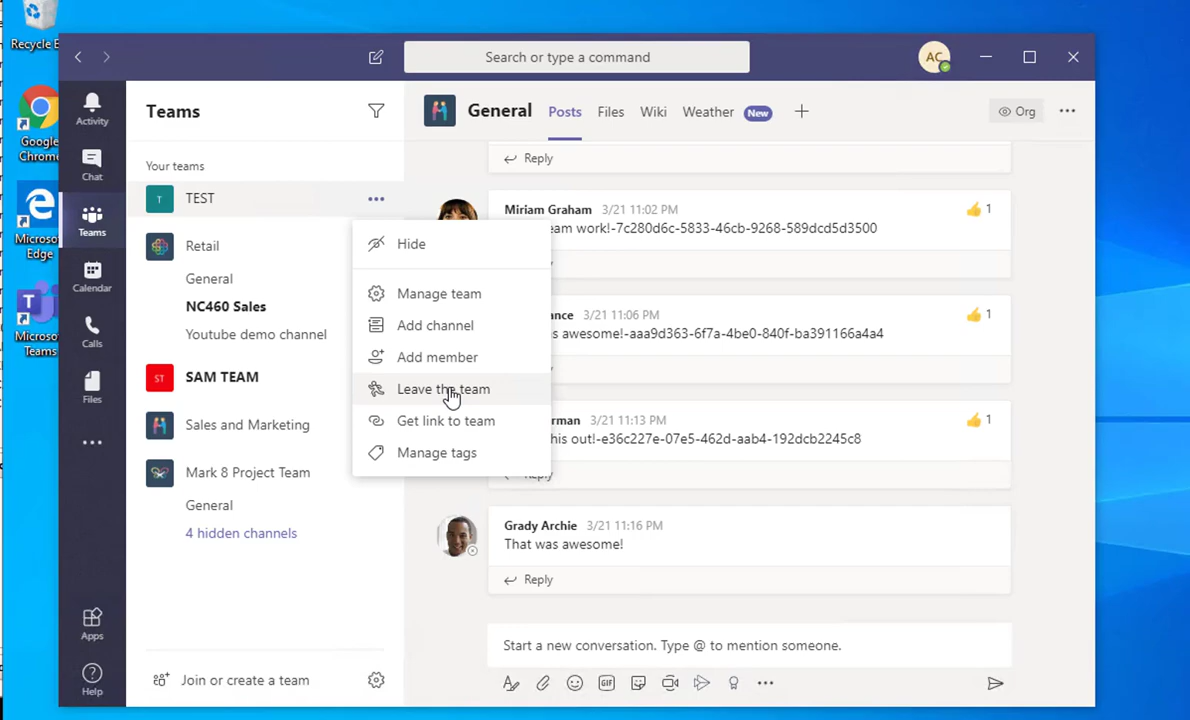 Recycle B
Google
Chrome
Microso
Edge
Microso
Teams
Search or type a command
AC
Activity
Chat
Teams
Calendar
Calls
Files
Apps
Help
Teams
Your teams
T TEST
Retail
General
NC460 Sales
Youtube demo channel
ST SAM TEAM
Sales and Marketing
Mark 8 Project Team
General
4 hidden channels
Join or create a team
Hide
Manage team
Add channel
Add member
Leave the team
Get link to team
Manage tags
General Posts Files Wiki Weather New Org
Reply
Miriam Graham 3/21 11:02 PM 1
eam work!-7c280d6c-5833-46cb-9268-589dcd5d3500
ance 3/21 11:06 PM 1
s awesome!-aaa9d363-6f7a-4be0-840f-ba391166a4a4
rman 3/21 11:13 PM 1
his out!-e36c227e-07e5-462d-aab4-192dcb2245c8
Reply
Grady Archie 3/21 11:16 PM
That was awesome!
Reply
Start a new conversation. Type @ to mention someone.
GIF